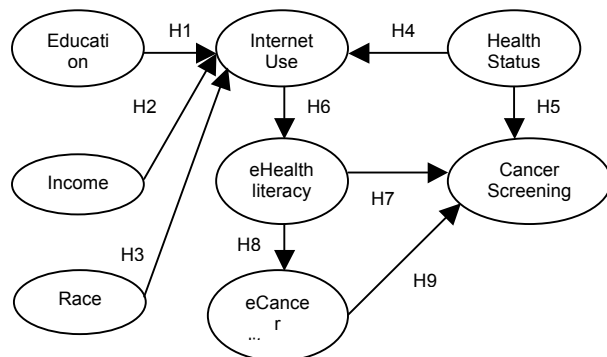 Educati
on
H1
Internet
Use
H4
Health
Status
H2
H6
H5
Income
eHealth
literacy
H7
Cancer
Screening
H3
H8
Race
eCance
r
H9